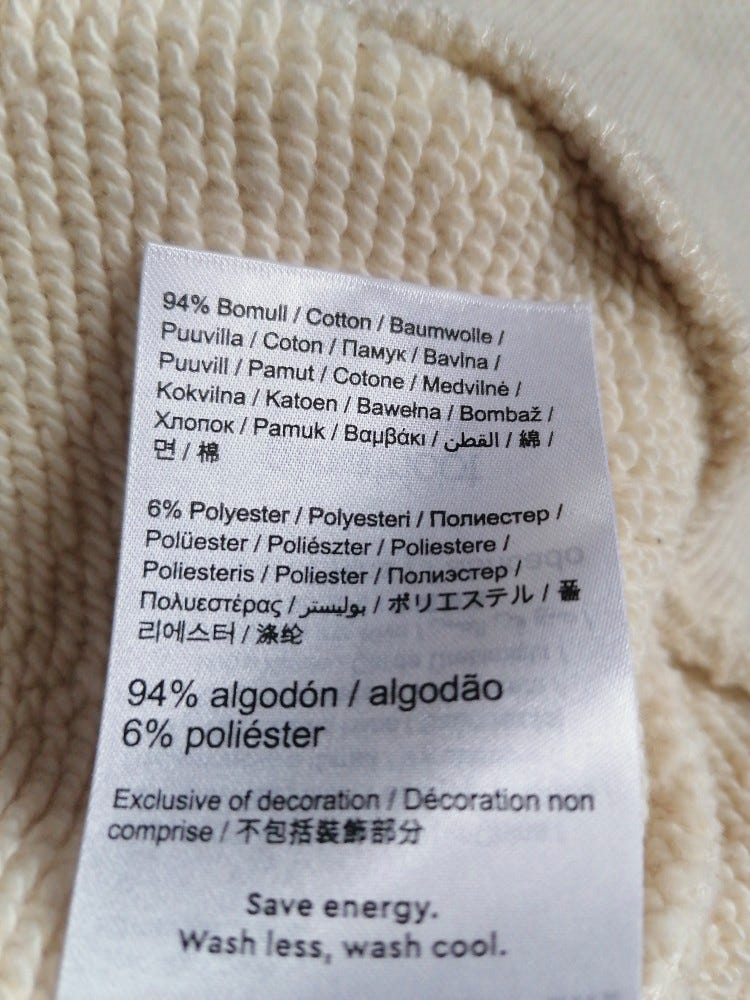 94% Bomull / Cotton / Baumwolle /
Puuvilla / Coton / Памук / Bavlna /
Puuvill / Pamut / Cotone / Medvilnė /
Kokvilna / Katoen / Bawełna / Bombaž /
Хлопок / Pamuk / Βαμβάκι / القطن / 綿 /
면 / 棉
6% Polyester / Polyesteri / Полиестер /
Polüester / Poliészter / Poliestere /
Poliesteris / Poliester / Полиэстер /
Πολυεστέρας / بوليستر / ポリエステル / 폴
리에스터 / 涤纶
94% algodón / algodão
6% poliéster
Exclusive of decoration / Décoration non
comprise / 不包括裝飾部分
Save energy.
Wash less, wash cool.